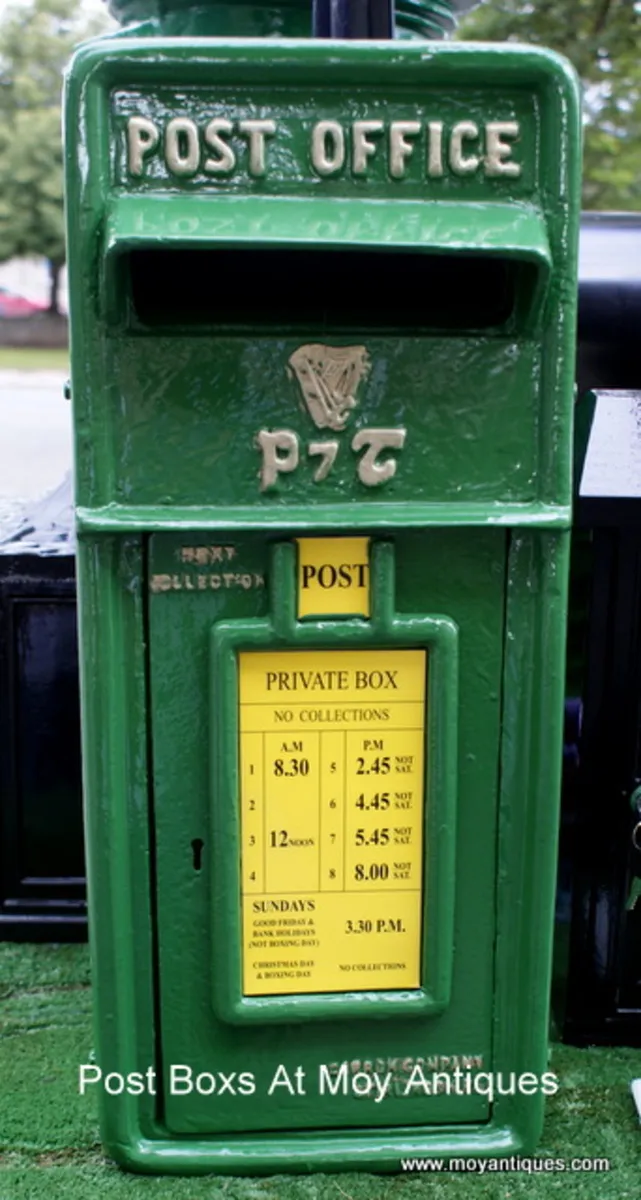 POST OFFICE
P⁊T
NEXT
COLLECTION
POST
PRIVATE BOX
NO COLLECTIONS
A.M P.M
1 8.30 5 2.45 NOT SAT.
2 6 4.45 NOT SAT.
3 12 NOON 7 5.45 NOT SAT.
4 8 8.00 NOT SAT.
SUNDAYS
GOOD FRIDAY &
BANK HOLIDAYS 3.30 P.M.
(NOT BOXING DAY)
CHRISTMAS DAY NO COLLECTIONS
& BOXING DAY
COMPANY
Post Boxs At Moy Antiques
www.moyantiques.com